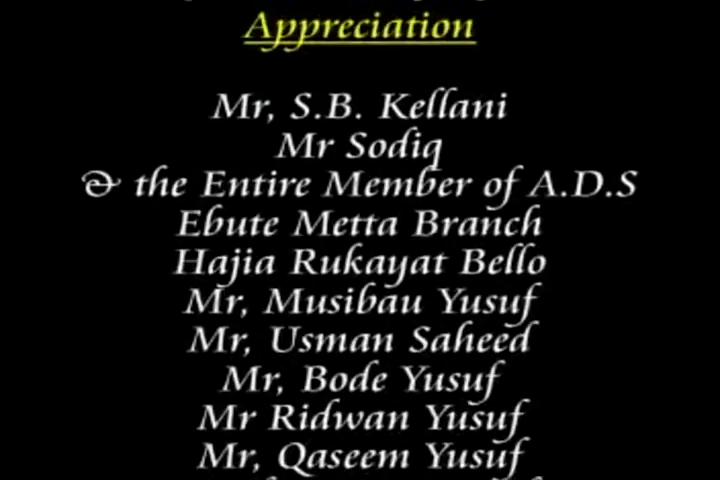 Appreciation
Mr, S.B. Kellani
Mr Sodiq
& the Entire Member of A.D.S
Ebute Metta Branch
Hajia Rukayat Bello
Mr, Musibau Yusuf
Mr, Usman Saheed
Mr, Bode Yusuf
Mr Ridwan Yusuf
Mr, Qaseem Yusuf